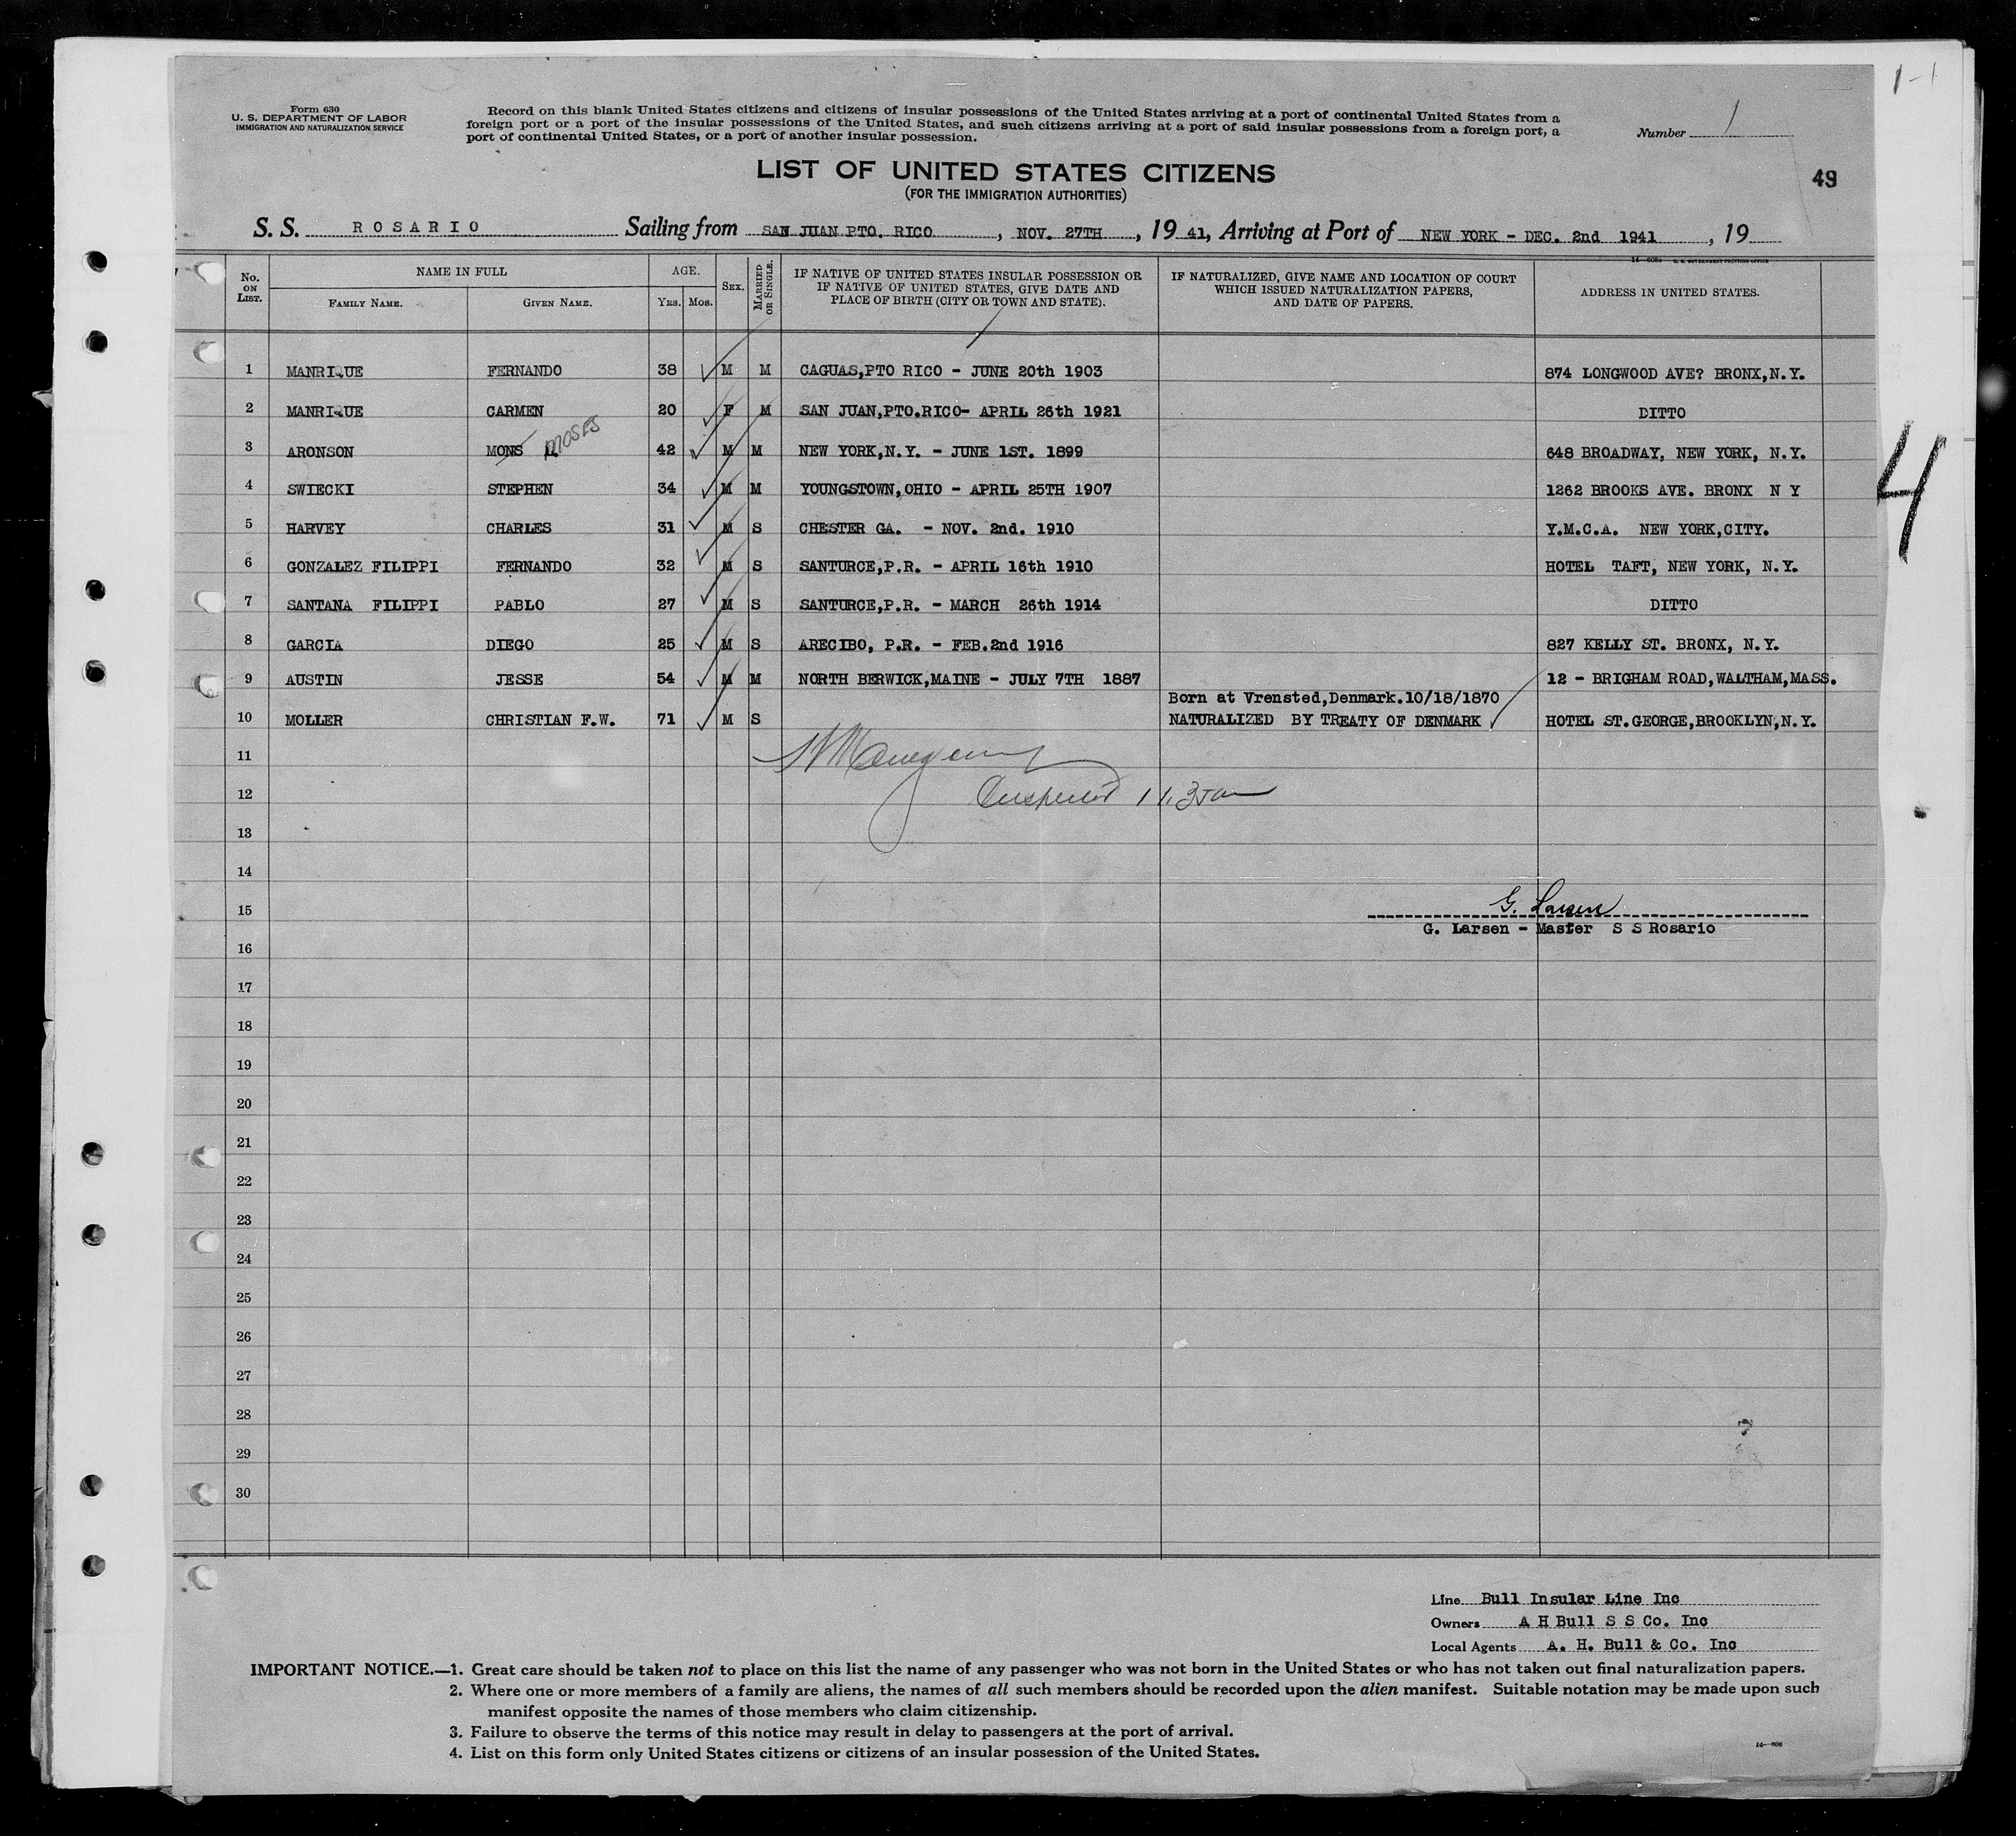 1-1
Form 630
U. S. DEPARTMENT OF LABOR
IMMIGRATION AND NATURALIZATION SERVICE
Record on this blank United States citizens and citizens of insular possessions of the United States arriving at a port of continental United States from a
foreign port or a port of the insular possessions of the United States, and such citizens arriving at a port of said insular possessions from a foreign port, a
port of continental United States, or a port of another insular possession.
Number 1
LIST OF UNITED STATES CITIZENS
(FOR THE IMMIGRATION AUTHORITIES)
49
S. S. ROSARIO Sailing from SAN JUAN PTO. RICO, NOV. 27TH, 19 41, Arriving at Port of NEW YORK - DEC. 2nd 1941, 19
No. ON LIST. NAME IN FULL FAMILY NAME. GIVEN NAME. AGE. YRS. MOS. SEX. MARRIED OR SINGLE. IF NATIVE OF UNITED STATES INSULAR POSSESSION OR IF NATIVE OF UNITED STATES, GIVE DATE AND PLACE OF BIRTH (CITY OR TOWN AND STATE). IF NATURALIZED, GIVE NAME AND LOCATION OF COURT WHICH ISSUED NATURALIZATION PAPERS, AND DATE OF PAPERS. ADDRESS IN UNITED STATES.
1 MANRIQUE FERNANDO 38 M M CAGUAS,PTO RICO - JUNE 20th 1903 874 LONGWOOD AVE? BRONX,N.Y.
2 MANRIQUE CARMEN 20 F M SAN JUAN,PTO.RICO- APRIL 26th 1921 DITTO
3 ARONSON MONS MOSES 42 M M NEW YORK,N.Y. - JUNE 1ST. 1899 648 BROADWAY, NEW YORK, N.Y.
4 SWIECKI STEPHEN 34 M M YOUNGSTOWN,OHIO - APRIL 25TH 1907 1262 BROOKS AVE. BRONX N Y
5 HARVEY CHARLES 31 M S CHESTER GA. - NOV. 2nd. 1910 Y.M.C.A. NEW YORK,CITY.
6 GONZALEZ FILIPPI FERNANDO 32 M S SANTURCE,P.R. - APRIL 16th 1910 HOTEL TAFT, NEW YORK, N.Y.
7 SANTANA FILIPPI PABLO 27 M S SANTURCE,P.R. - MARCH 26th 1914 DITTO
8 GARCIA DIEGO 25 M S ARECIBO, P.R. - FEB.2nd 1916 827 KELLY ST. BRONX, N.Y.
9 AUSTIN JESSE 54 M M NORTH BERWICK,MAINE - JULY 7TH 1887 12 - BRIGHAM ROAD,WALTHAM,MASS.
Born at Vrensted,Denmark.10/18/1870
10 MOLLER CHRISTIAN F.W. 71 M S NATURALIZED BY TREATY OF DENMARK HOTEL ST.GEORGE,BROOKLYN,N.Y.
4
11
12 Inspected 11.35am
13
14
15 G. Larsen
G. Larsen - Master S S Rosario
16
17
18
19
20
21
22
23
24
25
26
27
28
29
30
Line Bull Insular Line Inc
Owners A H Bull S S Co. Inc
Local Agents A. H. Bull & Co. Inc
IMPORTANT NOTICE.—1. Great care should be taken not to place on this list the name of any passenger who was not born in the United States or who has not taken out final naturalization papers.
2. Where one or more members of a family are aliens, the names of all such members should be recorded upon the alien manifest. Suitable notation may be made upon such
manifest opposite the names of those members who claim citizenship.
3. Failure to observe the terms of this notice may result in delay to passengers at the port of arrival.
4. List on this form only United States citizens or citizens of an insular possession of the United States.